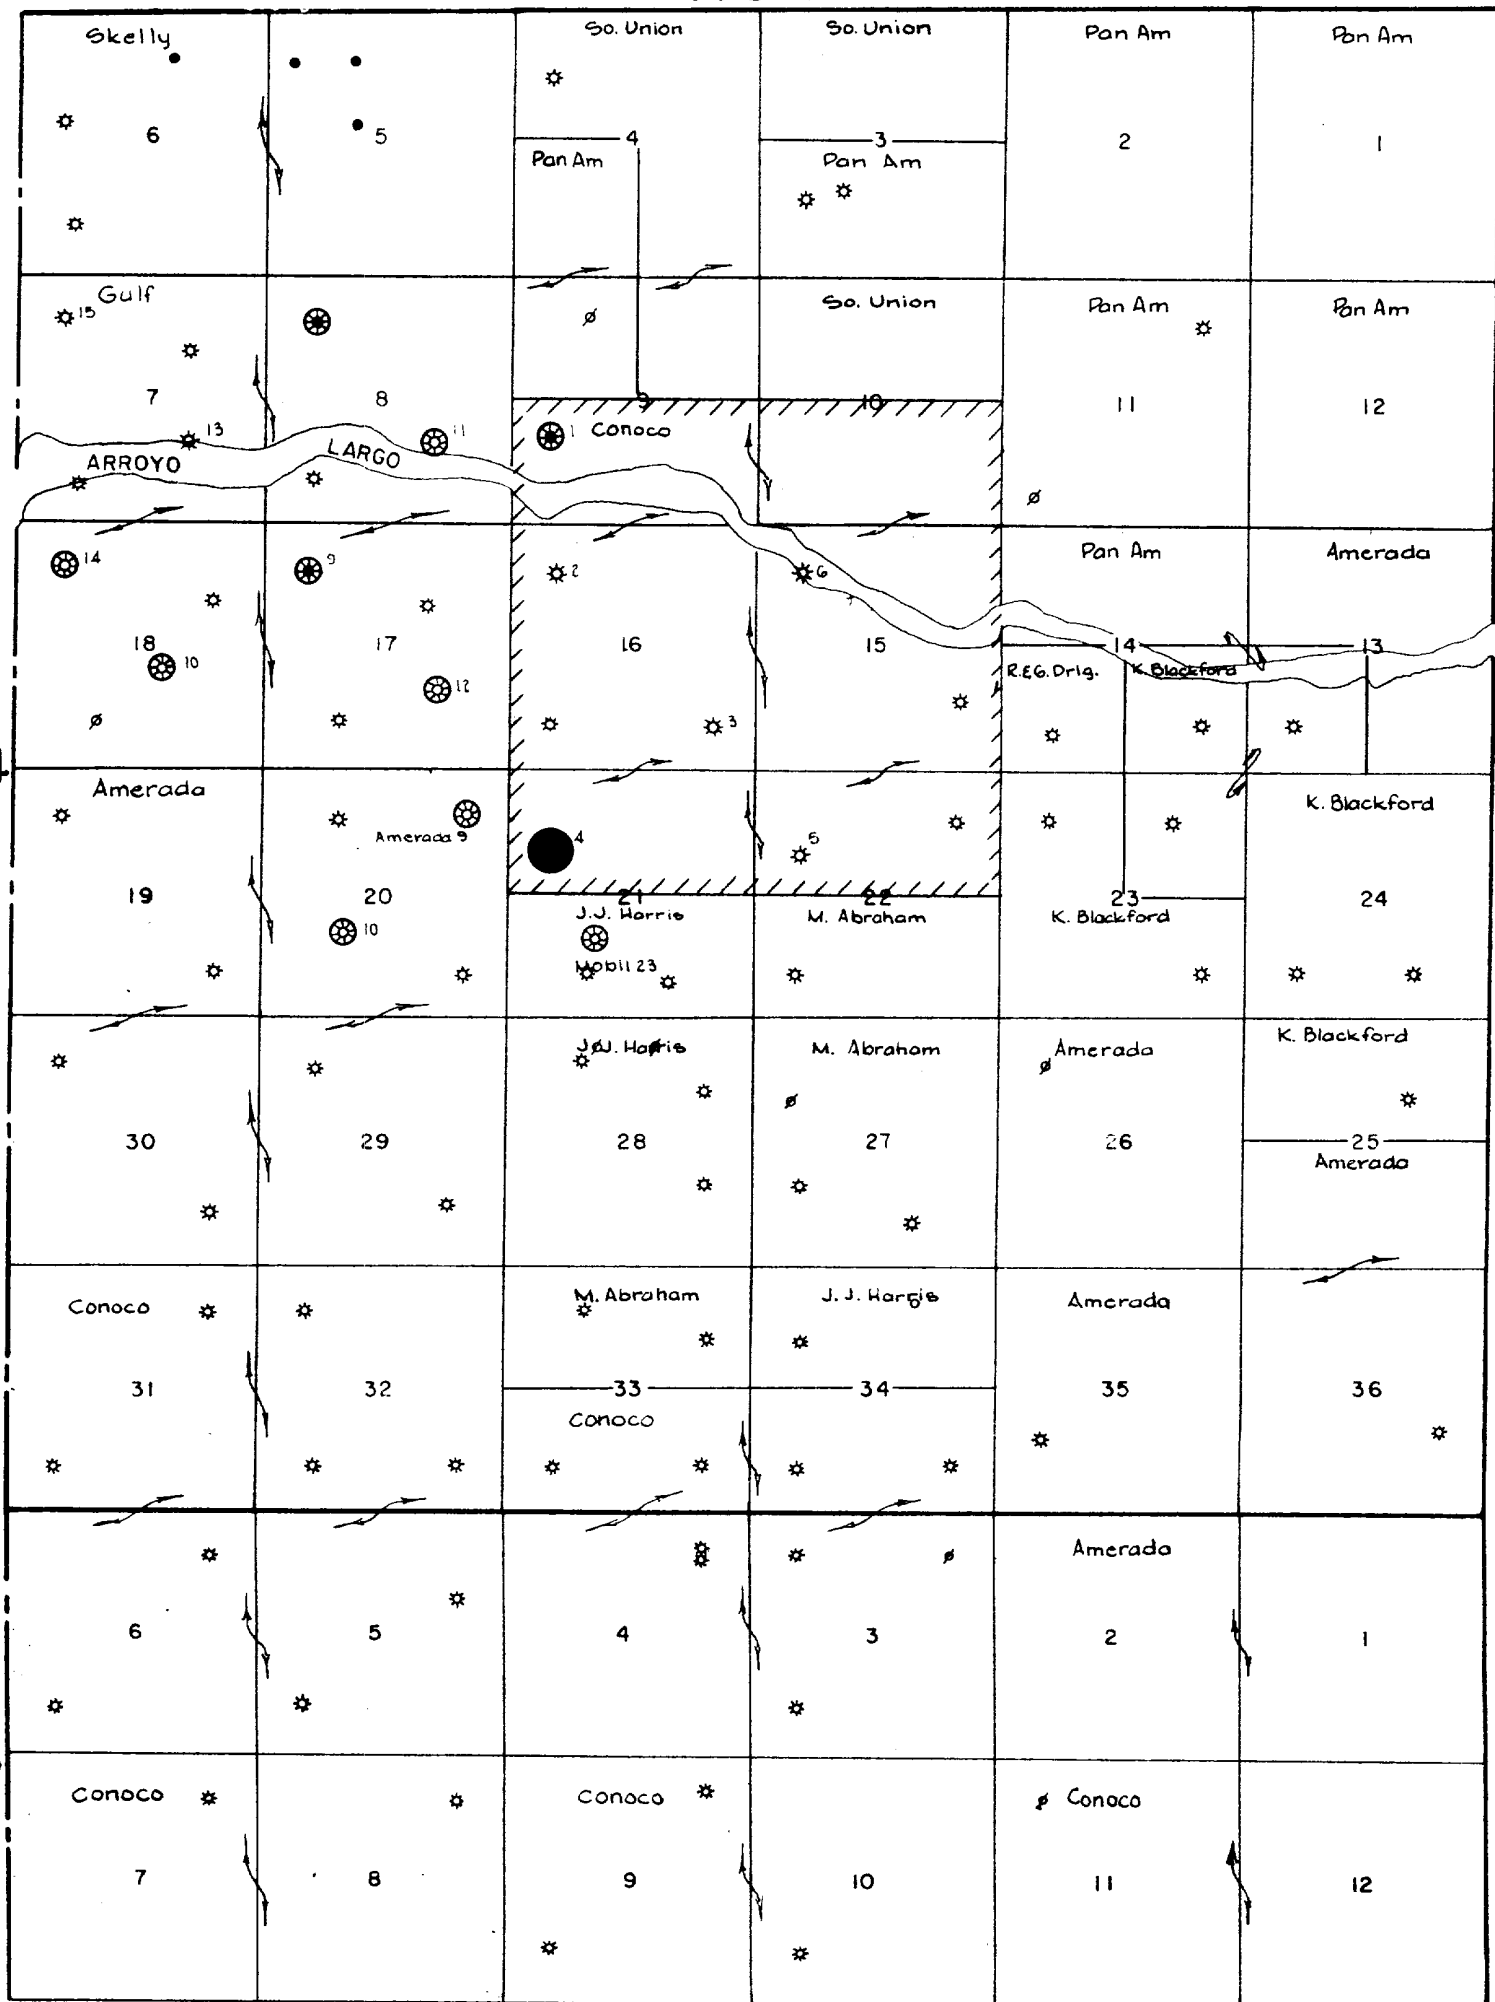 Skelly
So. Union
So. Union
Pan Am
Pan Am
6
5
4
3
2
1
Pan Am
Pan Am
Gulf
15
So. Union
Pan Am
Pan Am
7
8
9
10
11
12
13
11
1
Conoco
ARROYO
LARGO
14
9
2
6
Pan Am
Amerada
18
17
16
15
14
13
10
12
3
R.E.G. Drlg.
K. Blackford
Amerada
K. Blackford
Amerada 9
4
5
19
20
21
22
23
24
10
J.J. Harris
M. Abraham
K. Blackford
Mobil 23
J.J. Harris
M. Abraham
Amerada
K. Blackford
30
29
28
27
26
25
Amerada
Conoco
M. Abraham
J. J. Harris
Amerada
31
32
33
34
35
36
Conoco
Amerada
6
5
4
3
2
1
Conoco
Conoco
Conoco
7
8
9
10
11
12